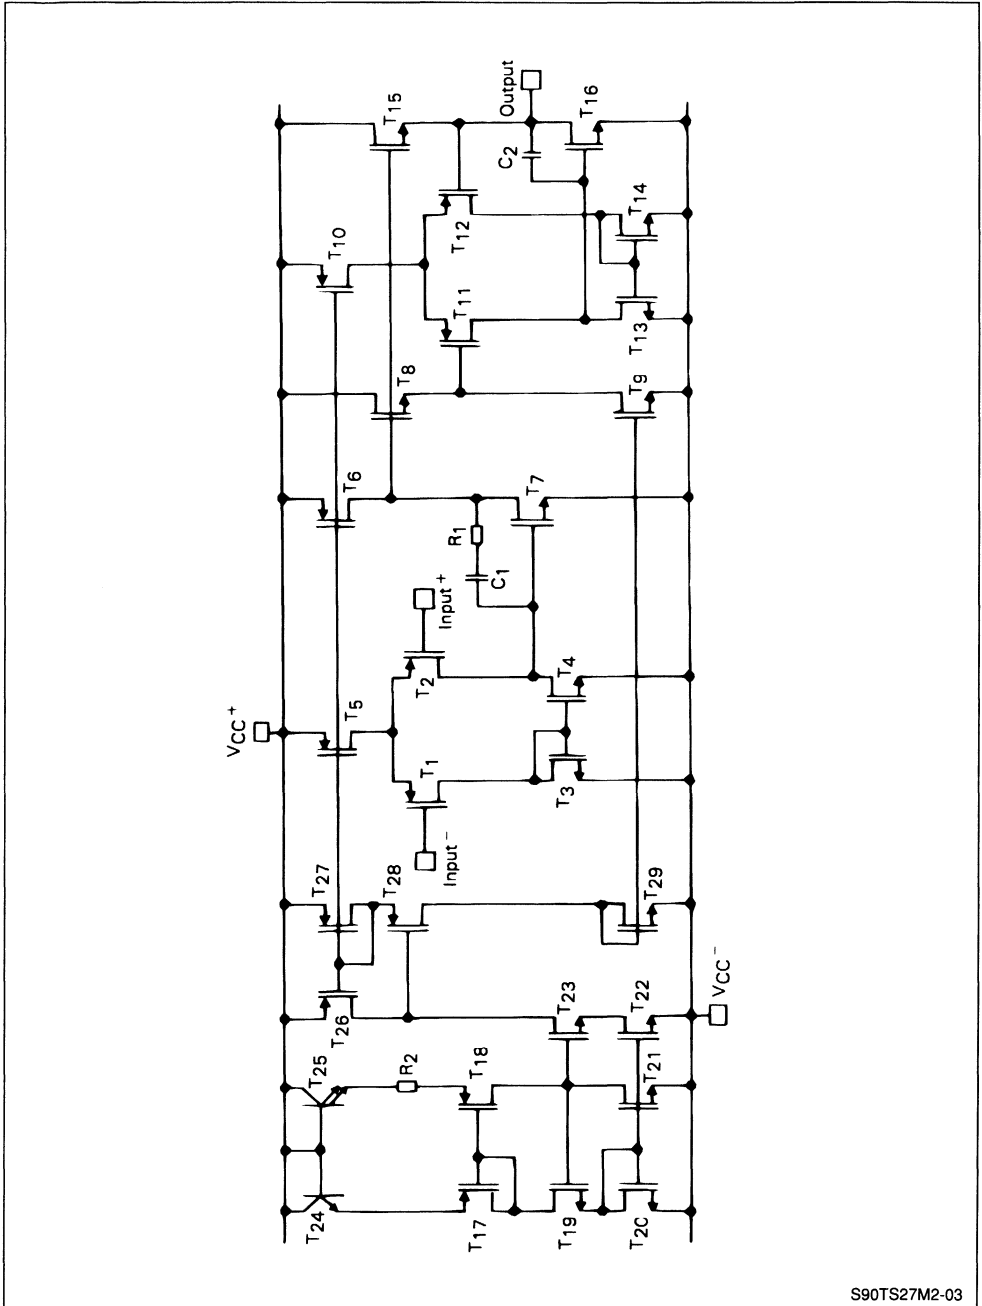 Output
T15
T16
C2
T10
T12
T14
T11
T13
T8
T9
T6
T7
R1
C1
Input+
T2
T4
VCC+
T5
T1
T3
Input-
T27
T28
T29
VCC-
T26
T23
T22
T25
R2
T18
T21
T24
T17
T19
T20
S90TS27M2-03